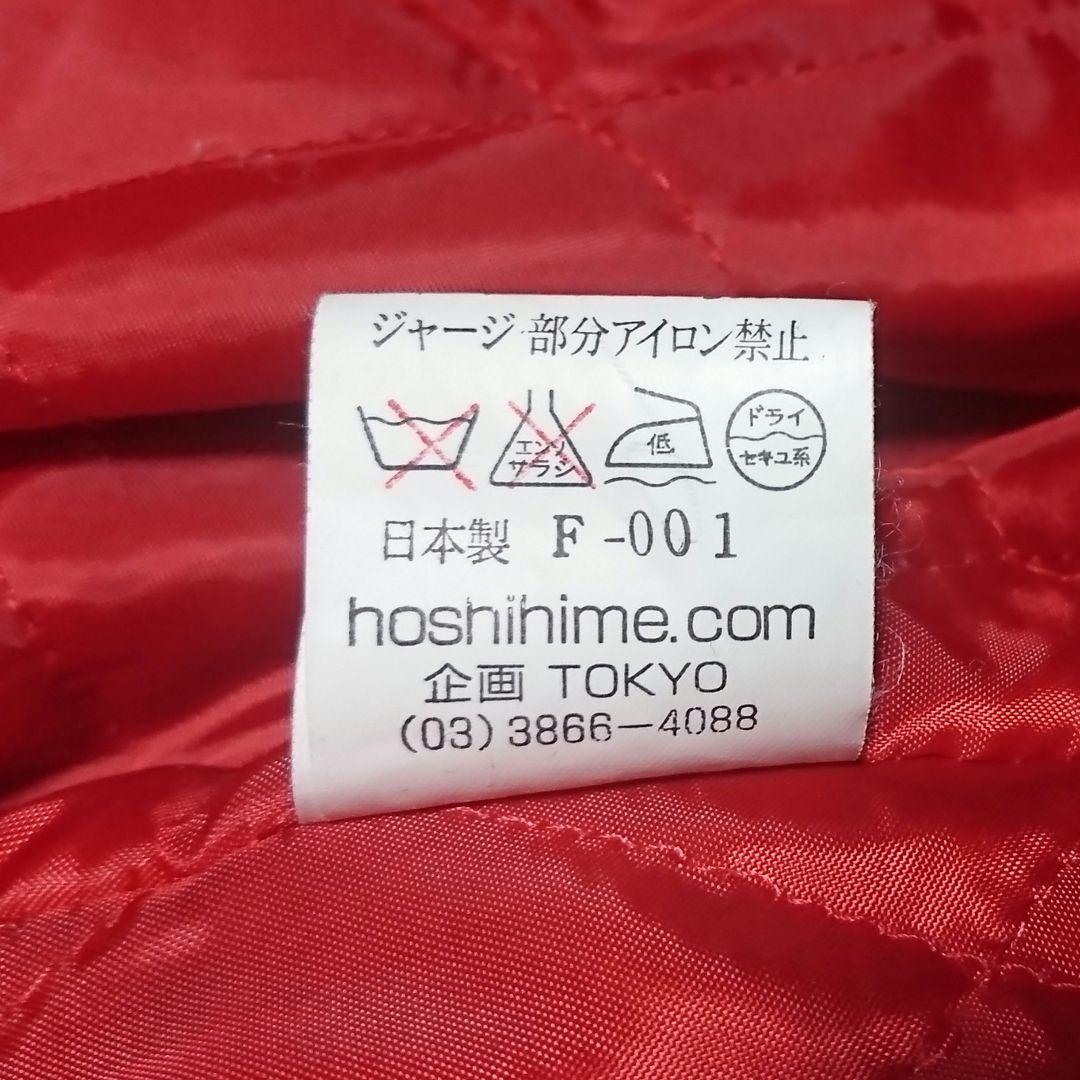 ジャージ部分アイロン禁止
エンソ
サラシ
低
ドライ
セキユ系
日本製 F-001
hoshihime.com
企画 TOKYO
(03)3866-4088